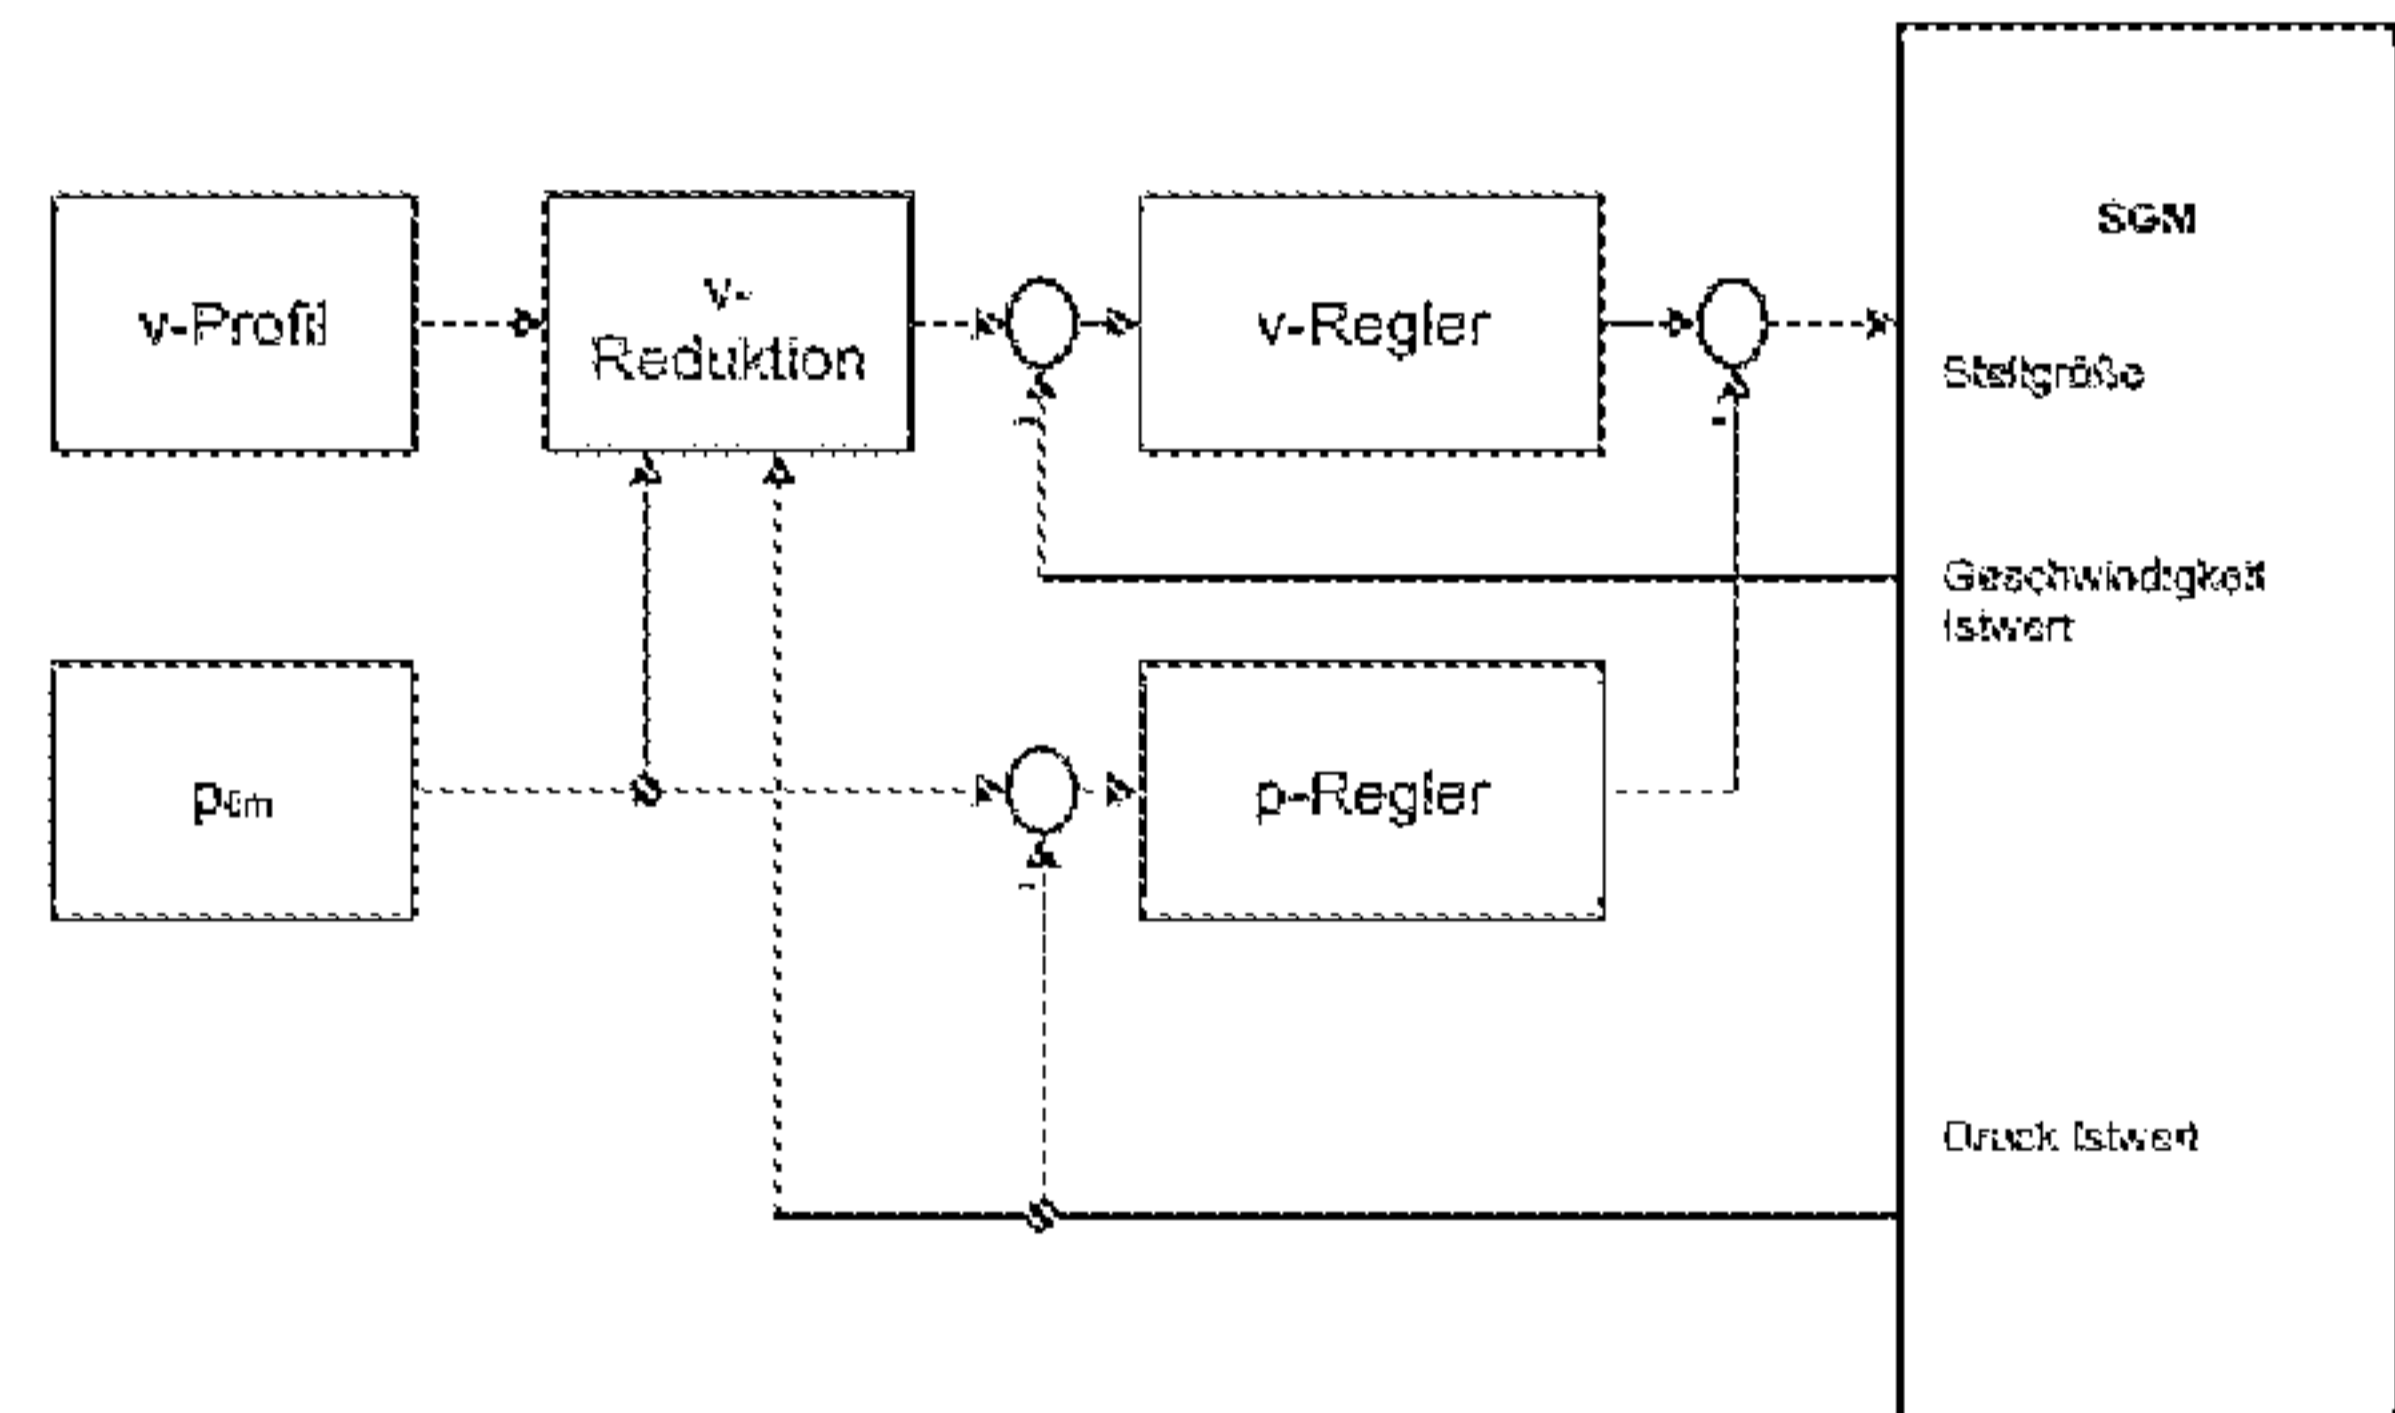 SGM
v-Profil
v-
Reduktion
v-Regler
Stellgröße
Geschwindigkeit
Istwert
p-Regler
Druck Istwert